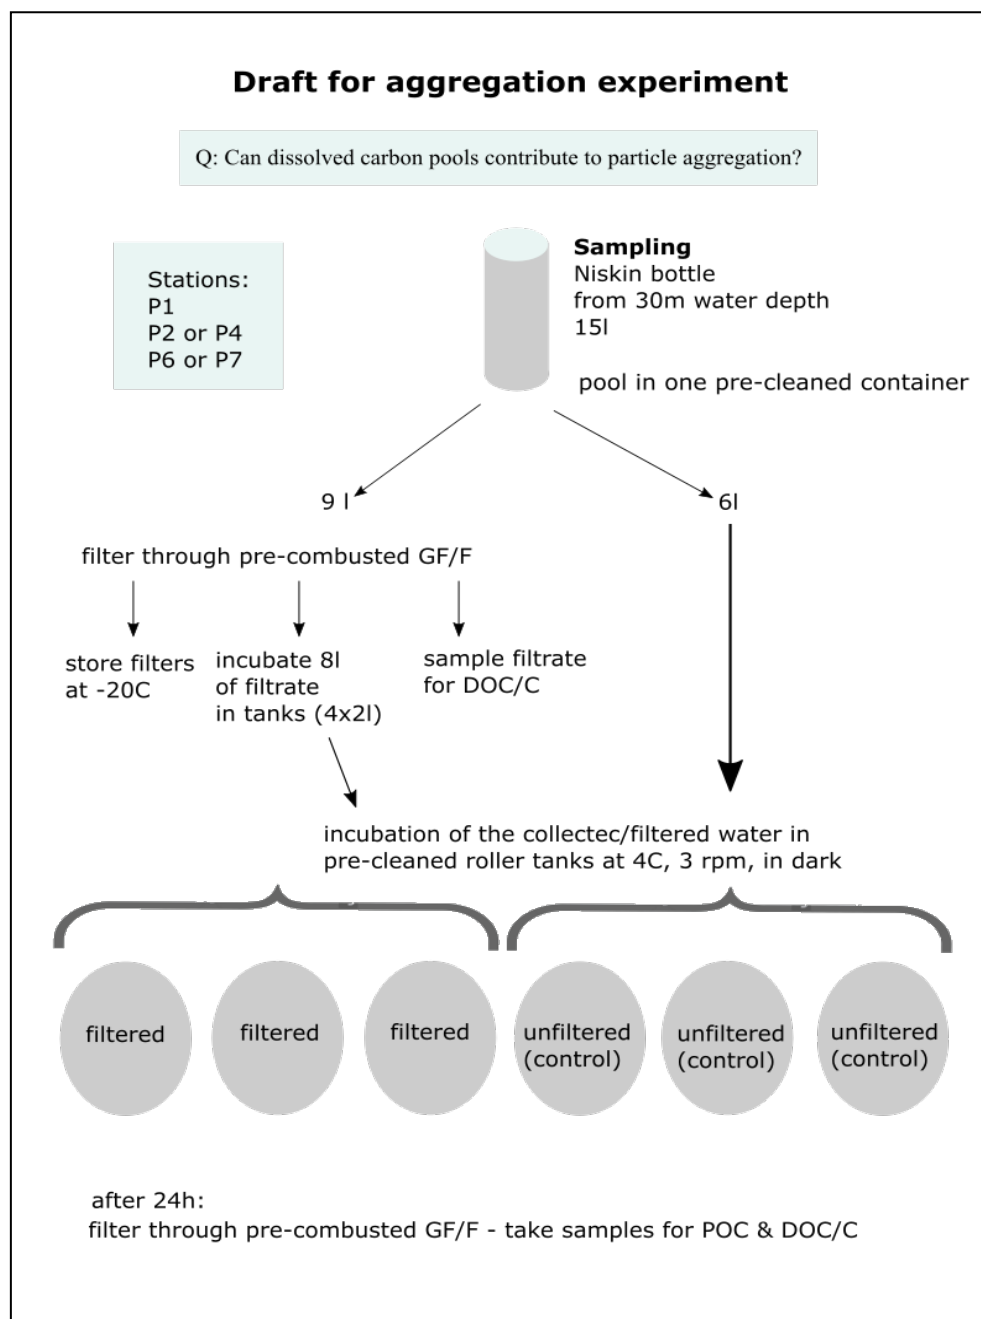 Draft for aggregation experiment
Q: Can dissolved carbon pools contribute to particle aggregation?
Stations:
P1
P2 or P4
P6 or P7
Sampling
Niskin bottle
from 30m water depth
15l
pool in one pre-cleaned container
9 l
6l
filter through pre-combusted GF/F
store filters
at -20C
incubate 8l
of filtrate
in tanks (4x2l)
sample filtrate
for DOC/C
incubation of the collectec/filtered water in
pre-cleaned roller tanks at 4C, 3 rpm, in dark
filtered
filtered
filtered
unfiltered
(control)
unfiltered
(control)
unfiltered
(control)
after 24h:
filter through pre-combusted GF/F - take samples for POC & DOC/C